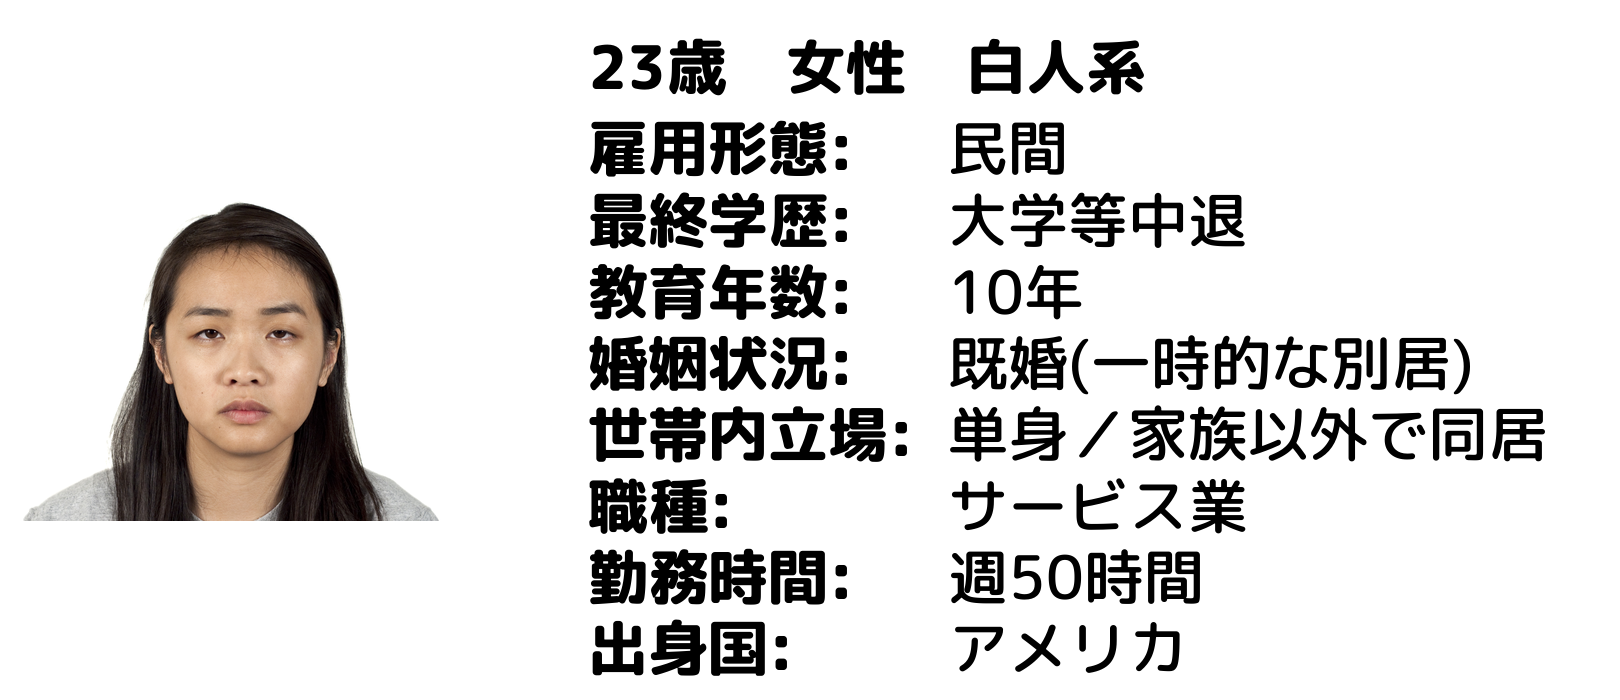 23歳　女性　白人系
雇用形態:　民間
最終学歴:　大学等中退
教育年数:　10年
婚姻状況:　既婚(一時的な別居)
世帯内立場:　単身／家族以外で同居
職種:　サービス業
勤務時間:　週50時間
出身国:　アメリカ